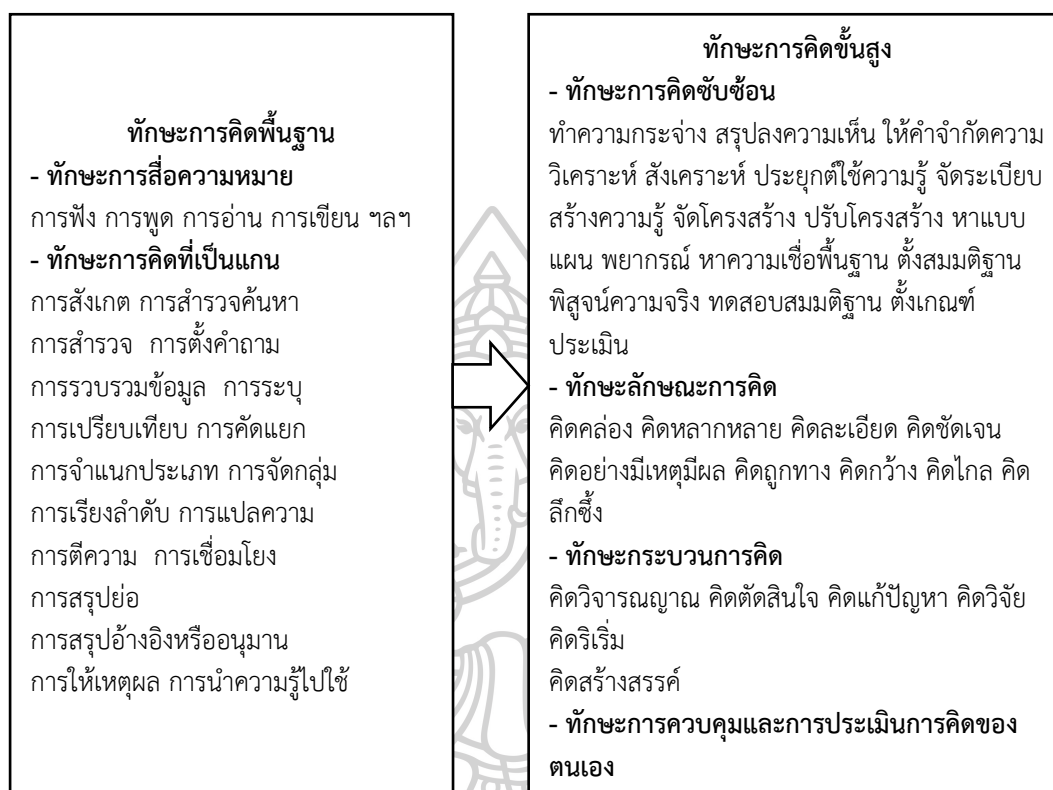 ทักษะการคิดพื้นฐาน
- ทักษะการสื่อความหมาย
การฟัง การพูด การอ่าน การเขียน ฯลฯ
- ทักษะการคิดที่เป็นแกน
การสังเกต การสำรวจค้นหา
การสำรวจ การตั้งคำถาม
การรวบรวมข้อมูล การระบุ
การเปรียบเทียบ การคัดแยก
การจำแนกประเภท การจัดกลุ่ม
การเรียงลำดับ การแปลความ
การตีความ การเชื่อมโยง
การสรุปย่อ
การสรุปอ้างอิงหรืออนุมาน
การให้เหตุผล การนำความรู้ไปใช้
ทักษะการคิดขั้นสูง
- ทักษะการคิดซับซ้อน
ทำความกระจ่าง สรุปลงความเห็น ให้คำจำกัดความ
วิเคราะห์ สังเคราะห์ ประยุกต์ใช้ความรู้ จัดระเบียบ
สร้างความรู้ จัดโครงสร้าง ปรับโครงสร้าง หาแบบ
แผน พยากรณ์ หาความเชื่อพื้นฐาน ตั้งสมมติฐาน
พิสูจน์ความจริง ทดสอบสมมติฐาน ตั้งเกณฑ์
ประเมิน
- ทักษะลักษณะการคิด
คิดคล่อง คิดหลากหลาย คิดละเอียด คิดชัดเจน
คิดอย่างมีเหตุมีผล คิดถูกทาง คิดกว้าง คิดไกล คิด
ลึกซึ้ง
- ทักษะกระบวนการคิด
คิดวิจารณญาณ คิดตัดสินใจ คิดแก้ปัญหา คิดวิจัย
คิดริเริ่ม
คิดสร้างสรรค์
- ทักษะการควบคุมและการประเมินการคิดของ
ตนเอง